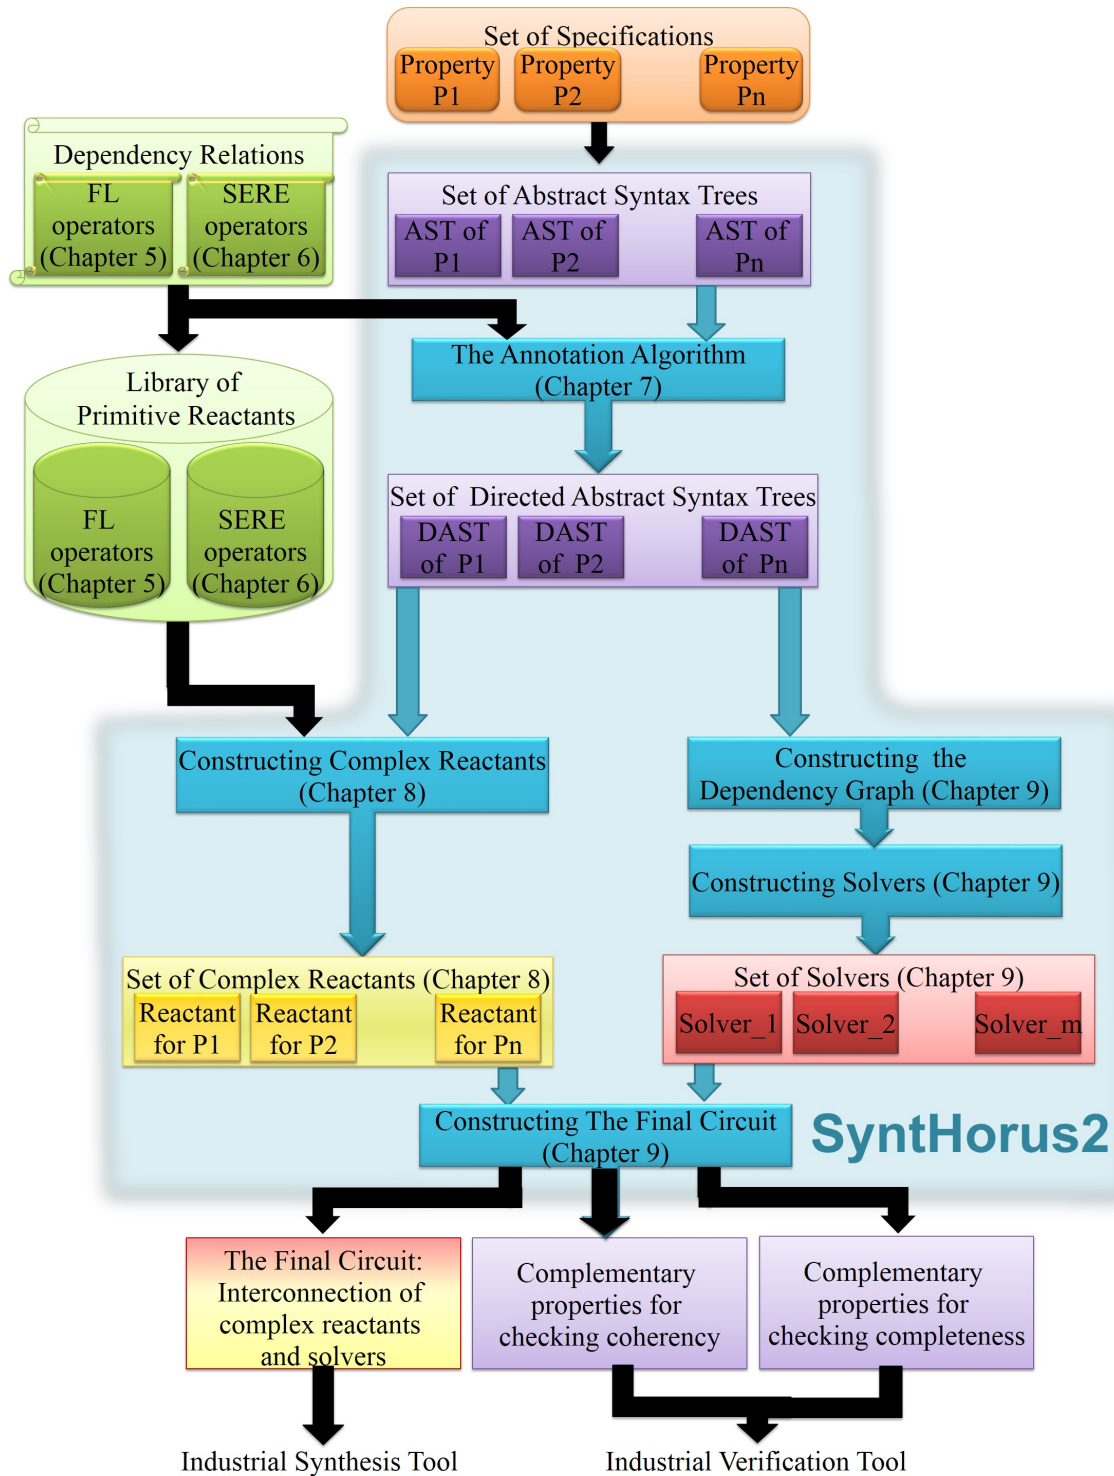 Set of Specifications
Property
P1
Property
P2
Property
Pn
Dependency Relations
FL
operators
(Chapter 5)
SERE
operators
(Chapter 6)
Set of Abstract Syntax Trees
AST of
P1
AST of
P2
AST of
Pn
The Annotation Algorithm
(Chapter 7)
Library of
Primitive Reactants
FL
operators
(Chapter 5)
SERE
operators
(Chapter 6)
Set of Directed Abstract Syntax Trees
DAST
of P1
DAST
of P2
DAST
of Pn
Constructing Complex Reactants
(Chapter 8)
Constructing the
Dependency Graph (Chapter 9)
Constructing Solvers (Chapter 9)
Set of Complex Reactants (Chapter 8)
Reactant
for P1
Reactant
for P2
Reactant
for Pn
Set of Solvers (Chapter 9)
Solver_1
Solver_2
Solver_m
Constructing The Final Circuit
(Chapter 9)
SyntHorus2
The Final Circuit:
Interconnection of
complex reactants
and solvers
Complementary
properties for
checking coherency
Complementary
properties for
checking completeness
Industrial Synthesis Tool
Industrial Verification Tool